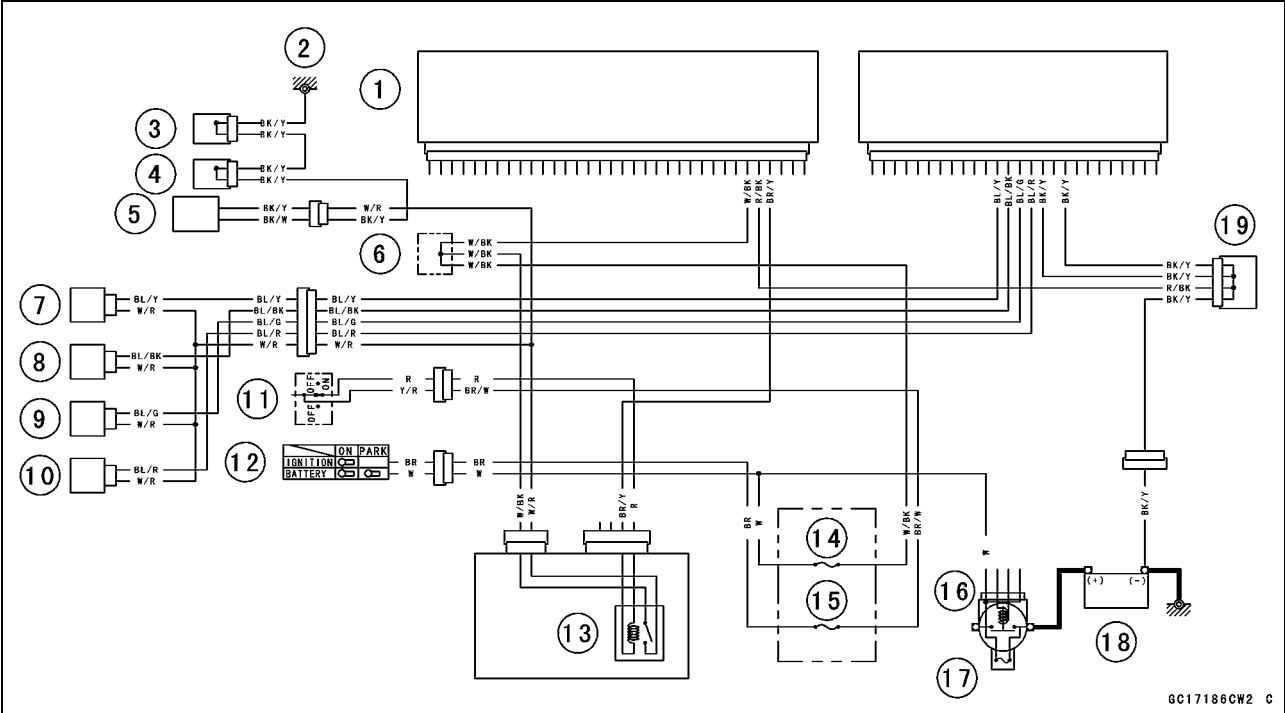 1
2
3
BK/Y
BK/Y
4
BK/Y
BK/Y
5
BK/Y
BK/W
W/R
BK/Y
6
W/BK
W/BK
W/BK
W/BK
R/BK
BR/Y
BL/Y
BL/BK
BL/G
BL/R
BK/Y
BK/Y
19
BK/Y
BK/Y
R/BK
BK/Y
7
BL/Y
W/R
8
BL/BK
W/R
9
BL/G
W/R
10
BL/R
W/R
BL/Y
BL/BK
BL/G
BL/R
W/R
BL/Y
BL/BK
BL/G
BL/R
W/R
11
OFF
ON
OFF
R
Y/R
R
BR/W
12
ON PARK
IGNITION
BATTERY
BR
W
BR
W
W/BK
W/R
BR/Y
R
13
BR
W
14
15
W/BK
BR/W
W
16
17
BK/Y
(+) (-)
18
GC17186CW2 C